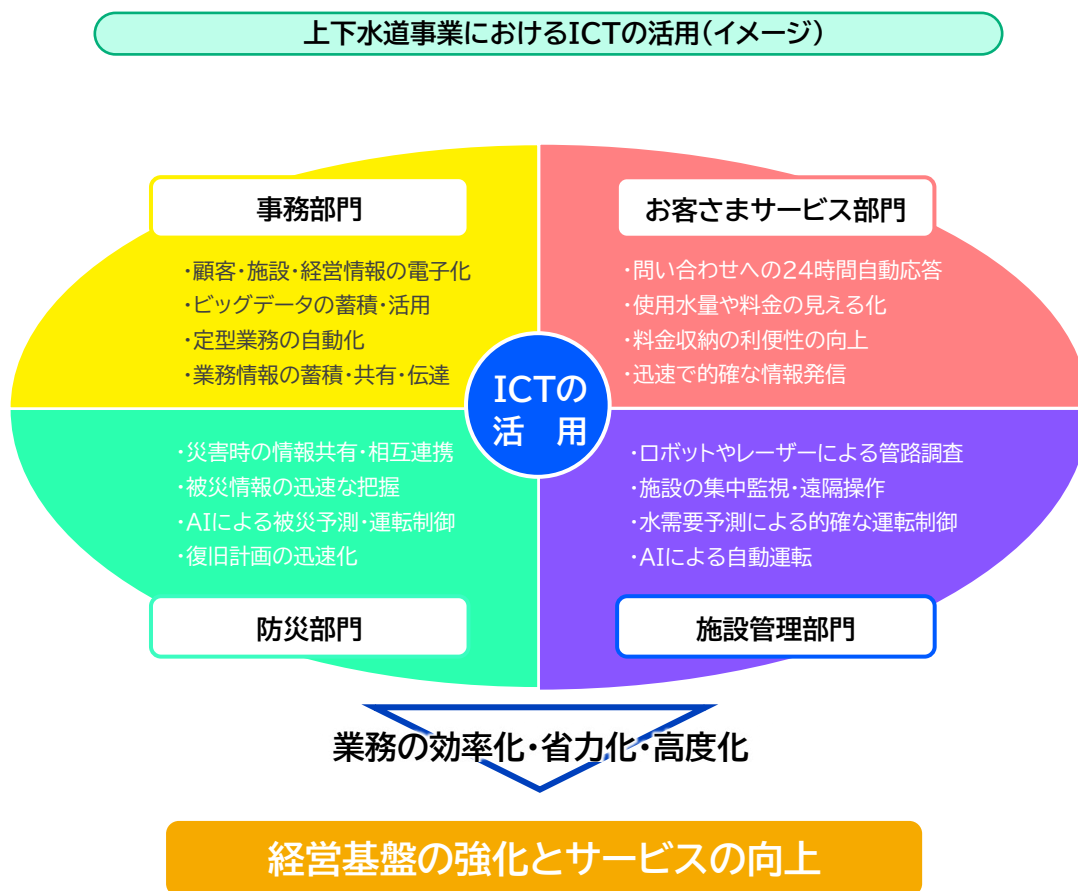 上下水道事業におけるICTの活用(イメージ)
事務部門
・顧客・施設・経営情報の電子化
・ビッグデータの蓄積・活用
・定型業務の自動化
・業務情報の蓄積・共有・伝達
お客さまサービス部門
・問い合わせへの24時間自動応答
・使用水量や料金の見える化
・料金収納の利便性の向上
・迅速で的確な情報発信
ICTの
活 用
・災害時の情報共有・相互連携
・被災情報の迅速な把握
・AIによる被災予測・運転制御
・復旧計画の迅速化
防災部門
・ロボットやレーザーによる管路調査
・施設の集中監視・遠隔操作
・水需要予測による的確な運転制御
・AIによる自動運転
施設管理部門
業務の効率化・省力化・高度化
経営基盤の強化とサービスの向上